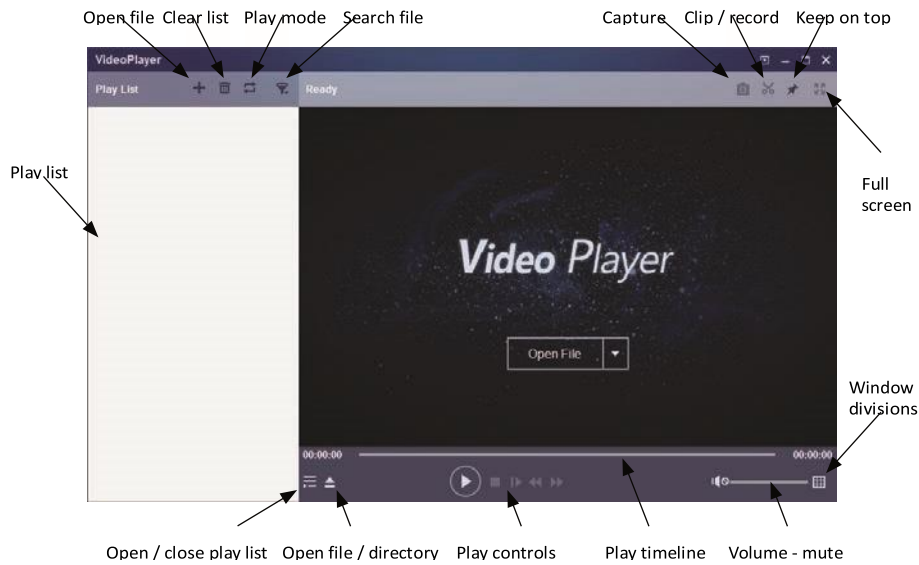 Open file Clear list Play mode Search file Capture Clip / record Keep on top
VideoPlayer
Play List Ready
Play list
Full
screen
Video Player
Open File
Window
divisions
00:00:00 00:00:00
Open / close play list Open file / directory Play controls Play timeline Volume - mute